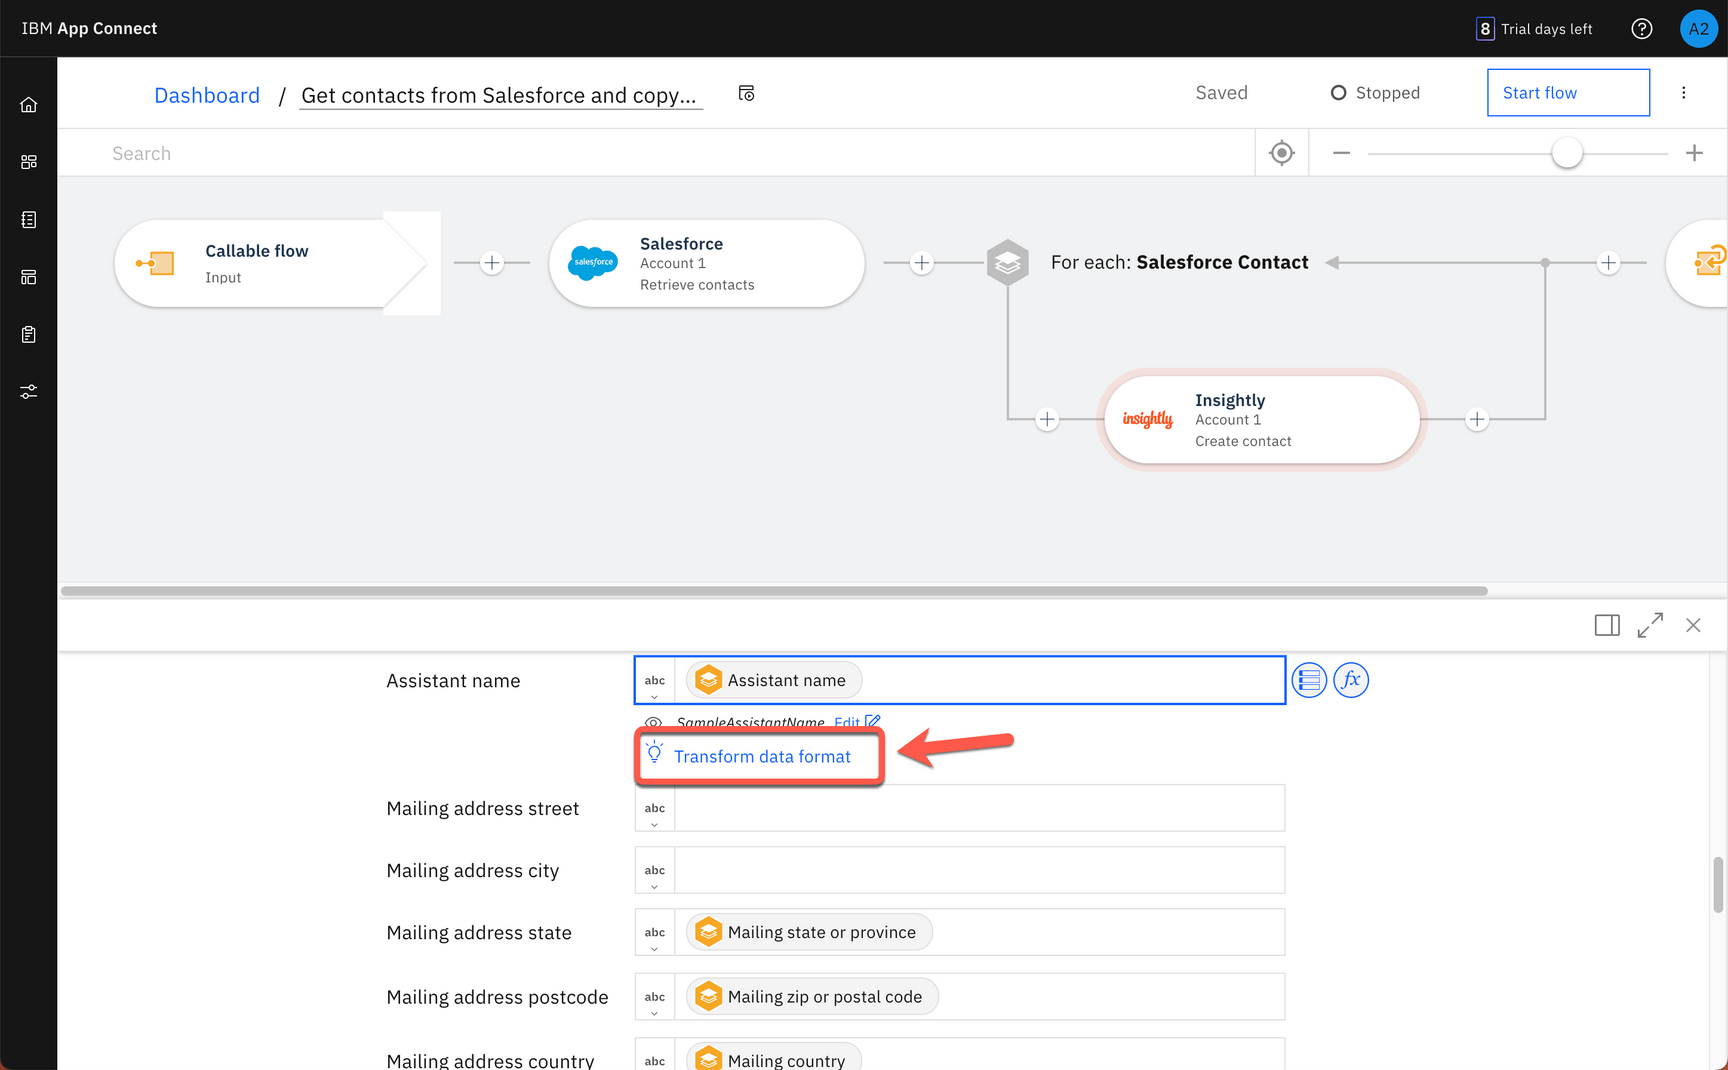 IBM App Connect
8 Trial days left
A2
Dashboard / Get contacts from Salesforce and copy...
Saved
Stopped
Start flow
Search
Callable flow
Input
salesforce
Salesforce
Account 1
Retrieve contacts
For each: Salesforce Contact
insightly
Insightly
Account 1
Create contact
Assistant name
abc
Assistant name
fx
SampleAssistantName Edit
Transform data format
Mailing address street
abc
Mailing address city
abc
Mailing address state
abc
Mailing state or province
Mailing address postcode
abc
Mailing zip or postal code
Mailing address country
abc
Mailing country